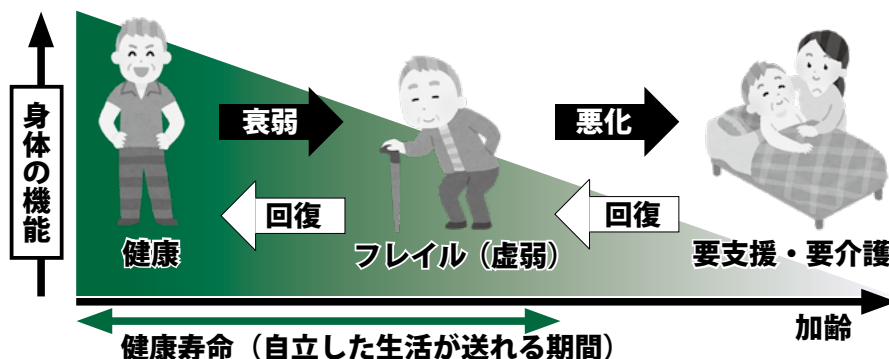 身体の機能
衰弱
悪化
回復
回復
健康
フレイル（虚弱）
要支援・要介護
加齢
健康寿命（自立した生活が送れる期間）